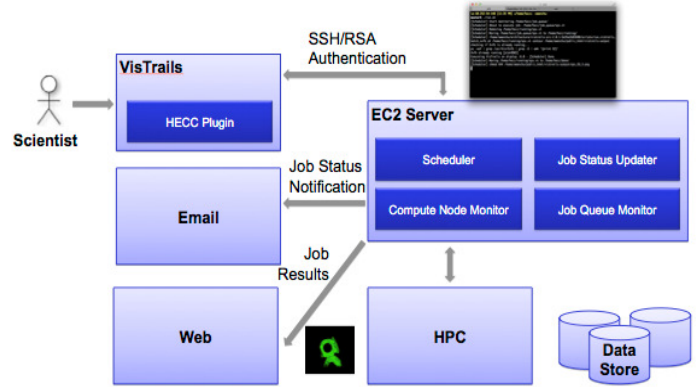 SSH/RSA
Authentication
VisTrails
HECC Plugin
Scientist
EC2 Server
Scheduler
Job Status Updater
Compute Node Monitor
Job Queue Monitor
Job Status
Notification
Email
Job
Results
Web
HPC
Data
Store